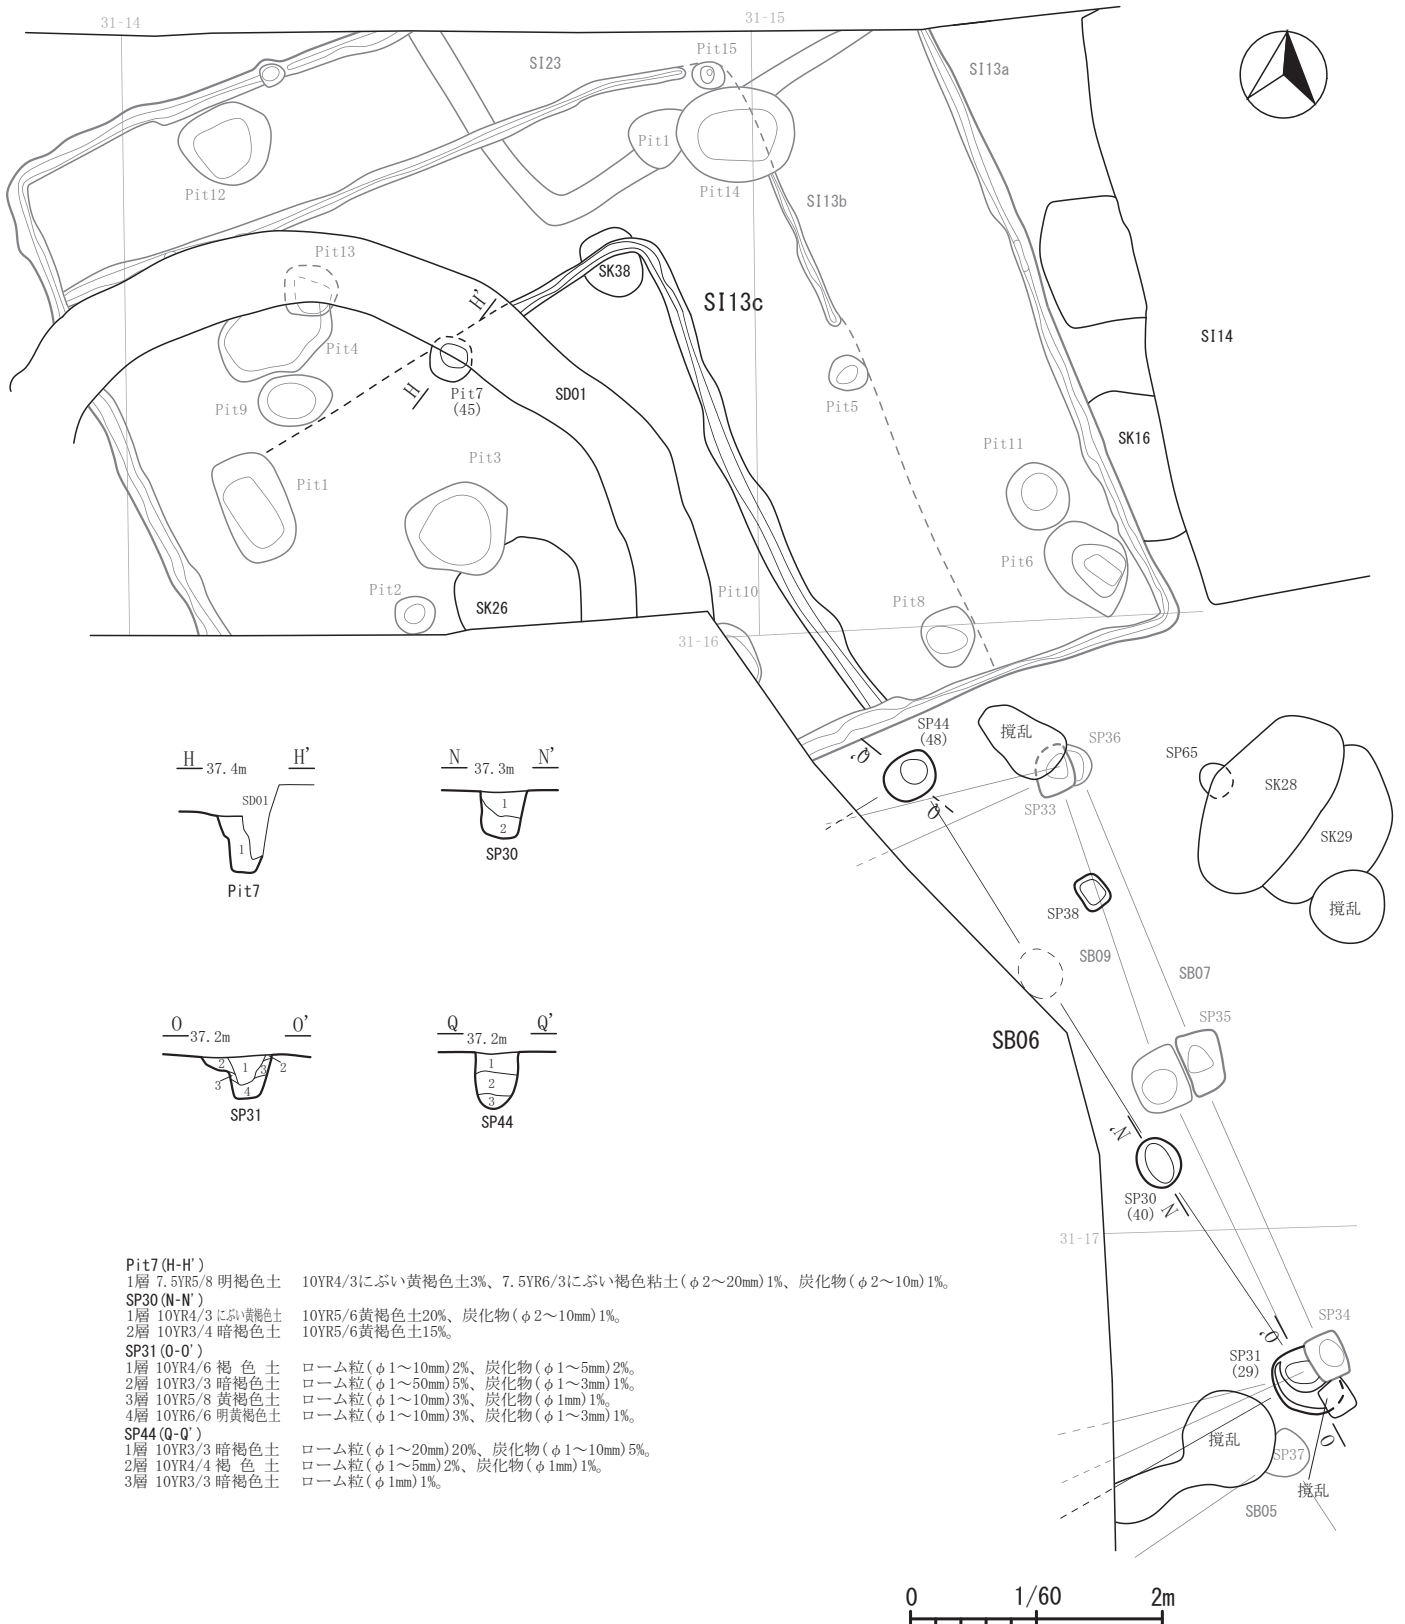 31-14
31-15
SI23
Pit15
SI13a
Pit1
Pit12
Pit14
SI13b
Pit13
SK38
H'
SI13c
SI14
Pit4
H
Pit7
(45)
SD01
Pit9
Pit5
SK16
Pit3
Pit11
Pit1
Pit6
Pit2
SK26
Pit10
Pit8
31-16
SP44
(48)
撹乱
SP36
Q'
SP65
SK28
SP33
Q
SK29
SP38
撹乱
SB09
SB07
SP35
SB06
N'
SP30
(40)
N
31-17
SP34
O'
SP31
(29)
撹乱
O
SP37
撹乱
SB05
H 37.4m H'
SD01
1
Pit7
N 37.3m N'
1
2
SP30
O 37.2m O'
2 1 3 2
3 4
SP31
Q 37.2m Q'
1
2
3
SP44
Pit7(H-H')
1層 7.5YR5/8 明褐色土 10YR4/3にぶい黄褐色土3%、7.5YR6/3にぶい褐色粘土(φ2～20mm)1%、炭化物(φ2～10m)1%。
SP30(N-N')
1層 10YR4/3 にぶい黄褐色土 10YR5/6黄褐色土20%、炭化物(φ2～10mm)1%。
2層 10YR3/4 暗褐色土 10YR5/6黄褐色土15%。
SP31(O-O')
1層 10YR4/6 褐 色 土 ローム粒(φ1～10mm)2%、炭化物(φ1～5mm)2%。
2層 10YR3/3 暗褐色土 ローム粒(φ1～50mm)5%、炭化物(φ1～3mm)1%。
3層 10YR5/8 黄褐色土 ローム粒(φ1～10mm)3%、炭化物(φ1mm)1%。
4層 10YR6/6 明黄褐色土 ローム粒(φ1～10mm)3%、炭化物(φ1～3mm)1%。
SP44(Q-Q')
1層 10YR3/3 暗褐色土 ローム粒(φ1～20mm)20%、炭化物(φ1～10mm)5%。
2層 10YR4/4 褐 色 土 ローム粒(φ1～5mm)2%、炭化物(φ1mm)1%。
3層 10YR3/3 暗褐色土 ローム粒(φ1mm)1%。
0 1/60 2m